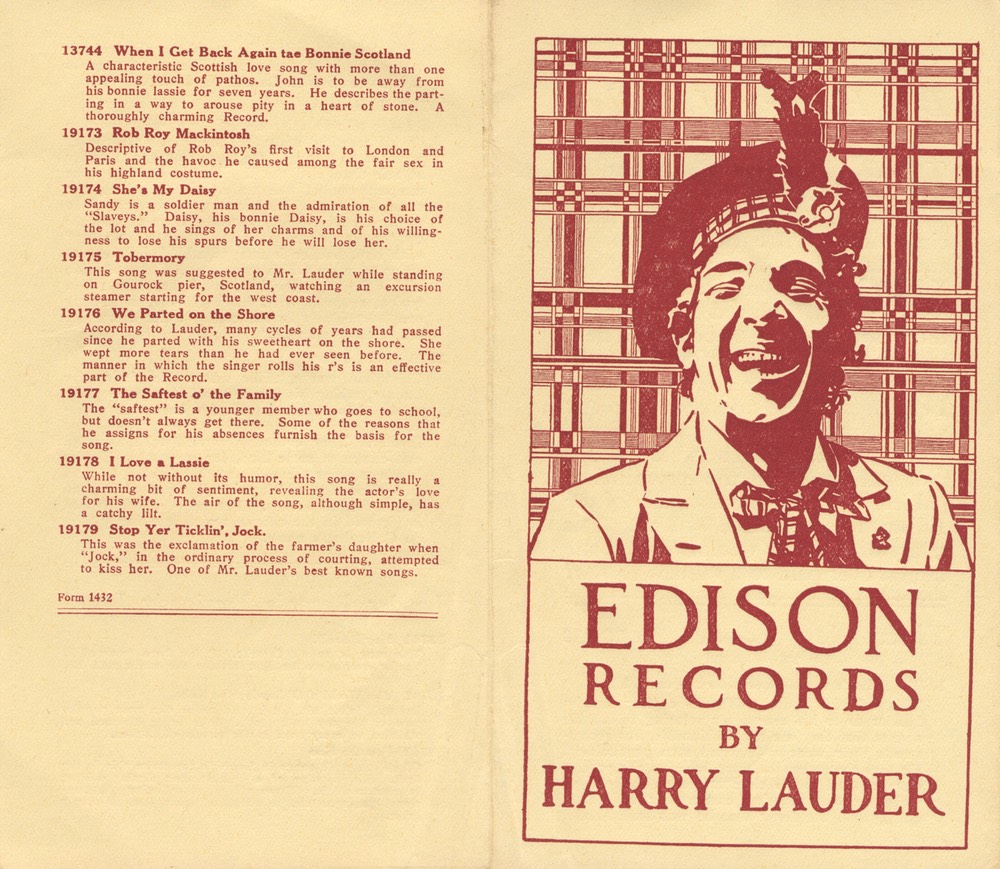 13744 When I Get Back Again tae Bonnie Scotland
A characteristic Scottish love song with more than one
appealing touch of pathos. John is to be away from
his bonnie lassie for seven years. He describes the part-
ing in a way to arouse pity in a heart of stone. A
thoroughly charming Record.
19173 Rob Roy Mackintosh
Descriptive of Rob Roy's first visit to London and
Paris and the havoc he caused among the fair sex in
his highland costume.
19174 She's My Daisy
Sandy is a soldier man and the admiration of all the
"Slaveys." Daisy, his bonnie Daisy, is his choice of
the lot and he sings of her charms and of his willing-
ness to lose his spurs before he will lose her.
19175 Tobermory
This song was suggested to Mr. Lauder while standing
on Gourock pier, Scotland, watching an excursion
steamer starting for the west coast.
19176 We Parted on the Shore
According to Lauder, many cycles of years had passed
since he parted with his sweetheart on the shore. She
wept more tears than he had ever seen before. The
manner in which the singer rolls his r's is an effective
part of the Record.
19177 The Saftest o' the Family
The "saftest" is a younger member who goes to school,
but doesn't always get there. Some of the reasons that
he assigns for his absences furnish the basis for the
song.
19178 I Love a Lassie
While not without its humor, this song is really a
charming bit of sentiment, revealing the actor's love
for his wife. The air of the song, although simple, has
a catchy lilt.
19179 Stop Yer Ticklin', Jock.
This was the exclamation of the farmer's daughter when
"Jock," in the ordinary process of courting, attempted
to kiss her. One of Mr. Lauder's best known songs.
Form 1432
EDISON
RECORDS
BY
HARRY LAUDER